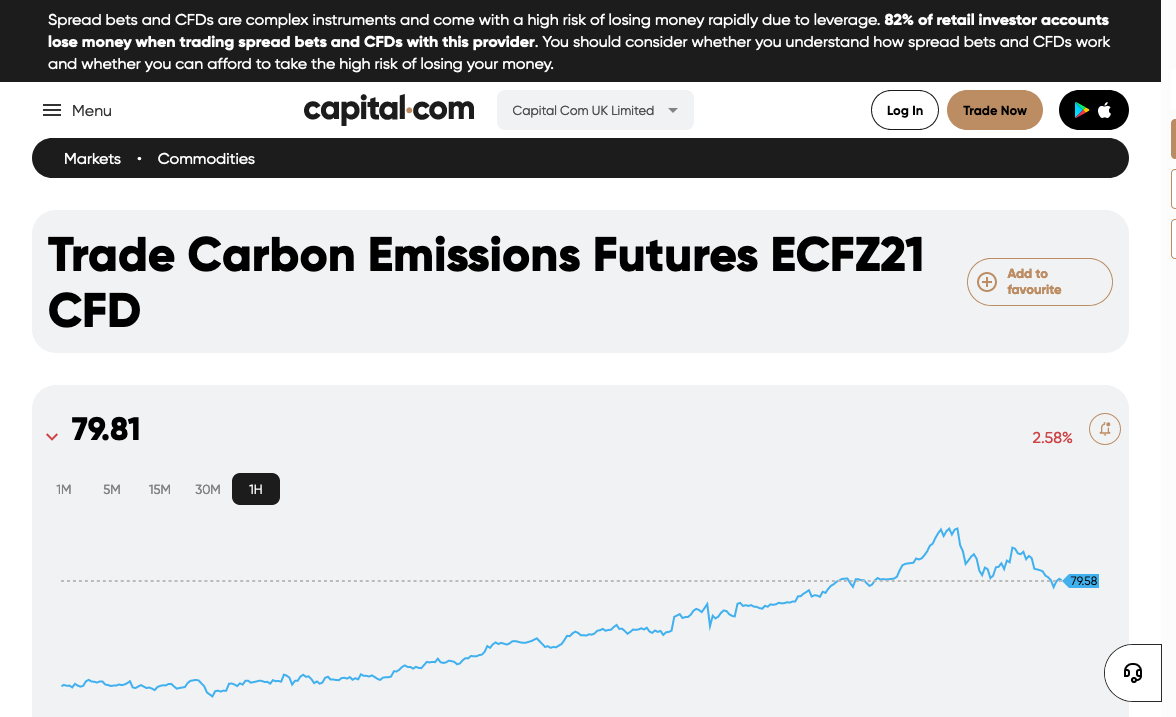 Spread bets and CFDs are complex instruments and come with a high risk of losing money rapidly due to leverage. 82% of retail investor accounts
lose money when trading spread bets and CFDs with this provider. You should consider whether you understand how spread bets and CFDs work
and whether you can afford to take the high risk of losing your money.
Menu
capital.com
Capital Com UK Limited
Log In
Trade Now
Markets • Commodities
Trade Carbon Emissions Futures ECFZ21
CFD
Add to
favourite
79.81
2.58%
1M 5M 15M 30M 1H
79.58